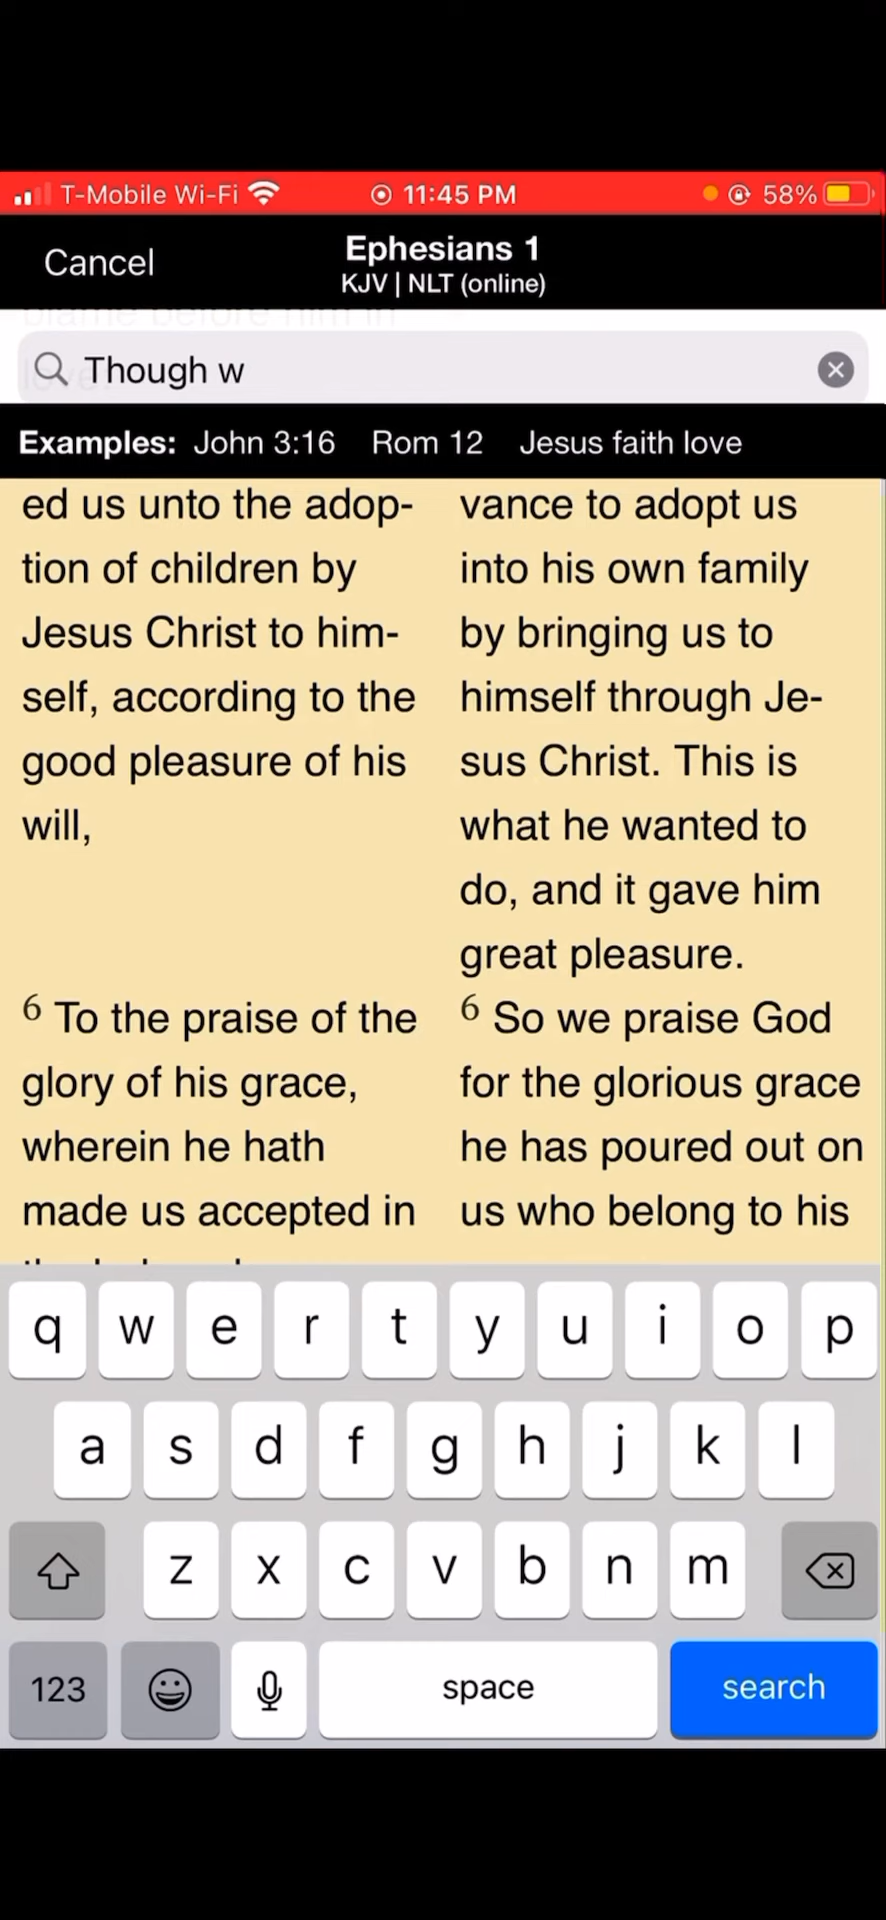 T-Mobile Wi-Fi 11:45 PM 58%
Cancel
Ephesians 1
KJV | NLT (online)
blame before him in
Though w
Examples: John 3:16 Rom 12 Jesus faith love
ed us unto the adop-
tion of children by
Jesus Christ to him-
self, according to the
good pleasure of his
will,
vance to adopt us
into his own family
by bringing us to
himself through Je-
sus Christ. This is
what he wanted to
do, and it gave him
great pleasure.
6 To the praise of the
glory of his grace,
wherein he hath
made us accepted in
6 So we praise God
for the glorious grace
he has poured out on
us who belong to his
q w e r t y u i o p
a s d f g h j k l
z x c v b n m
123 space search